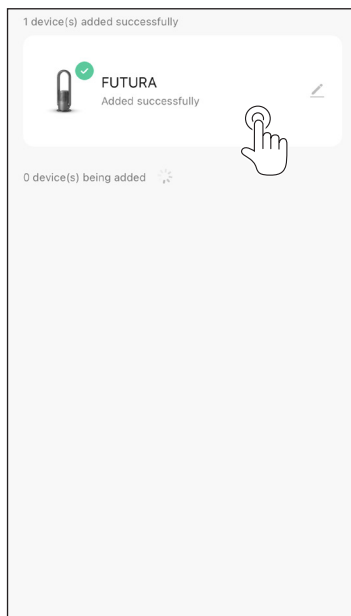 1 device(s) added successfully
FUTURA
Added successfully
0 device(s) being added